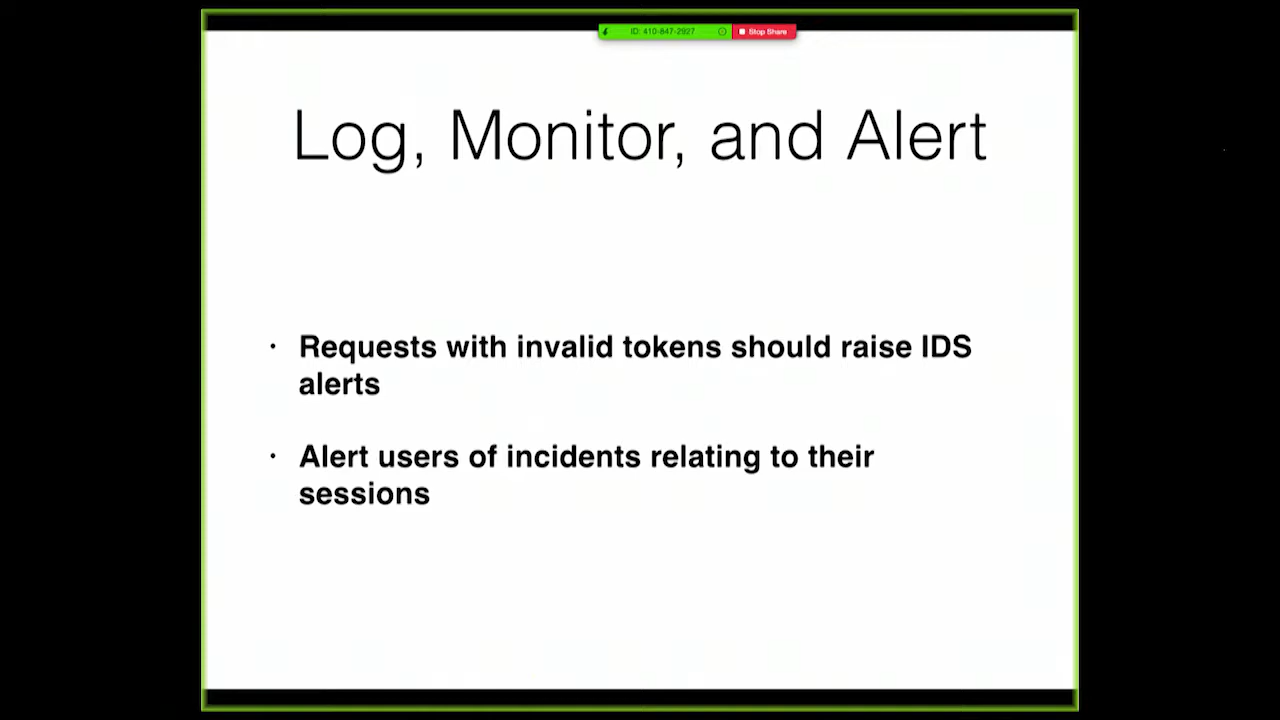 ID: 410-847-2927 Stop Share
Log, Monitor, and Alert
· Requests with invalid tokens should raise IDS
alerts
· Alert users of incidents relating to their
sessions